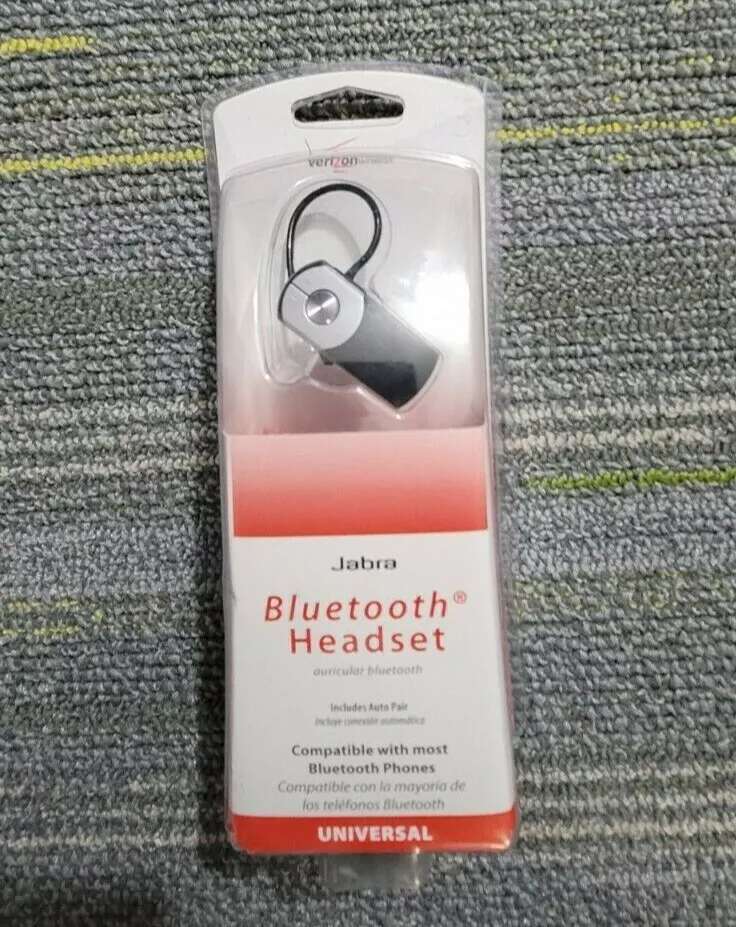 verizon wireless
Jabra
Bluetooth®
Headset
auricular bluetooth
Includes Auto Pair
Incluye conexión automática
Compatible with most
Bluetooth Phones
Compatible con la mayoría de
los teléfonos Bluetooth
UNIVERSAL